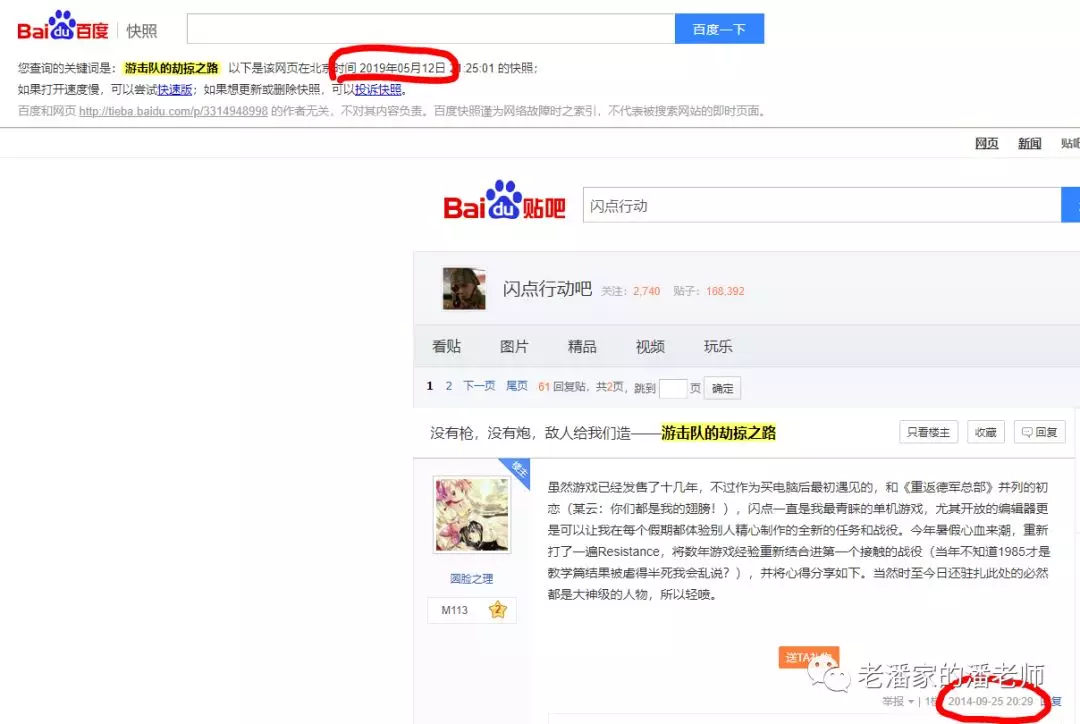 Baidu百度 快照
百度一下
您查询的关键词是: 游击队的劫掠之路 以下是该网页在北京时间 2019年05月12日 :25:01 的快照;
如果打开速度慢,可以尝试快速版;如果想更新或删除快照,可以投诉快照。
百度和网页 http://tieba.baidu.com/p/3314948998 的作者无关,不对其内容负责。百度快照谨为网络故障时之索引,不代表被搜索网站的即时页面。
网页 新闻 贴吧
Baidu贴吧 闪点行动
闪点行动吧 关注: 2,740 贴子: 168,392
看贴 图片 精品 视频 玩乐
1 2 下一页 尾页 61 回复贴,共2页,跳到 页 确定
没有枪,没有炮,敌人给我们造——游击队的劫掠之路 只看楼主 收藏 回复
楼主
虽然游戏已经发售了十几年,不过作为买电脑后最初遇见的,和《重返德军总部》并列的初
恋(某云:你们都是我的翅膀!),闪点一直是我最青睐的单机游戏,尤其开放的编辑器更
是可以让我在每个假期都体验别人精心制作的全新的任务和战役。今年暑假心血来潮,重新
打了一遍Resistance,将数年游戏经验重新结合进第一个接触的战役(当年不知道1985才是
教学篇结果被虐得半死我会乱说?),并将心得分享如下。当然时至今日还驻扎此处的必然
都是大神级的人物,所以轻喷。
圆脸之理
M113 2
送TA礼物
老潘家的潘老师
举报 | 1楼 2014-09-25 20:29 回复